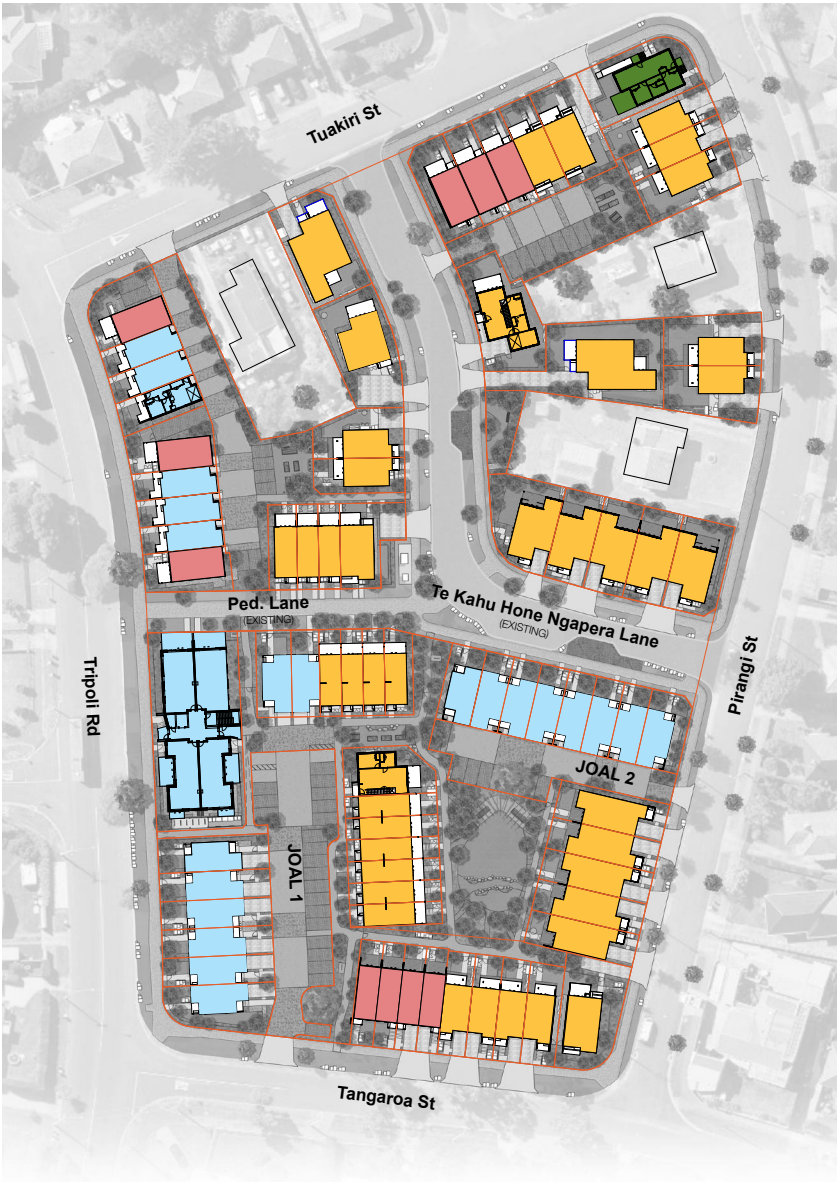 Tuakiri St
Ped. Lane
(EXISTING)
Te Kahu Hone Ngapera Lane
(EXISTING)
Tripoli Rd
Pirangi St
JOAL 2
JOAL 1
Tangaroa St